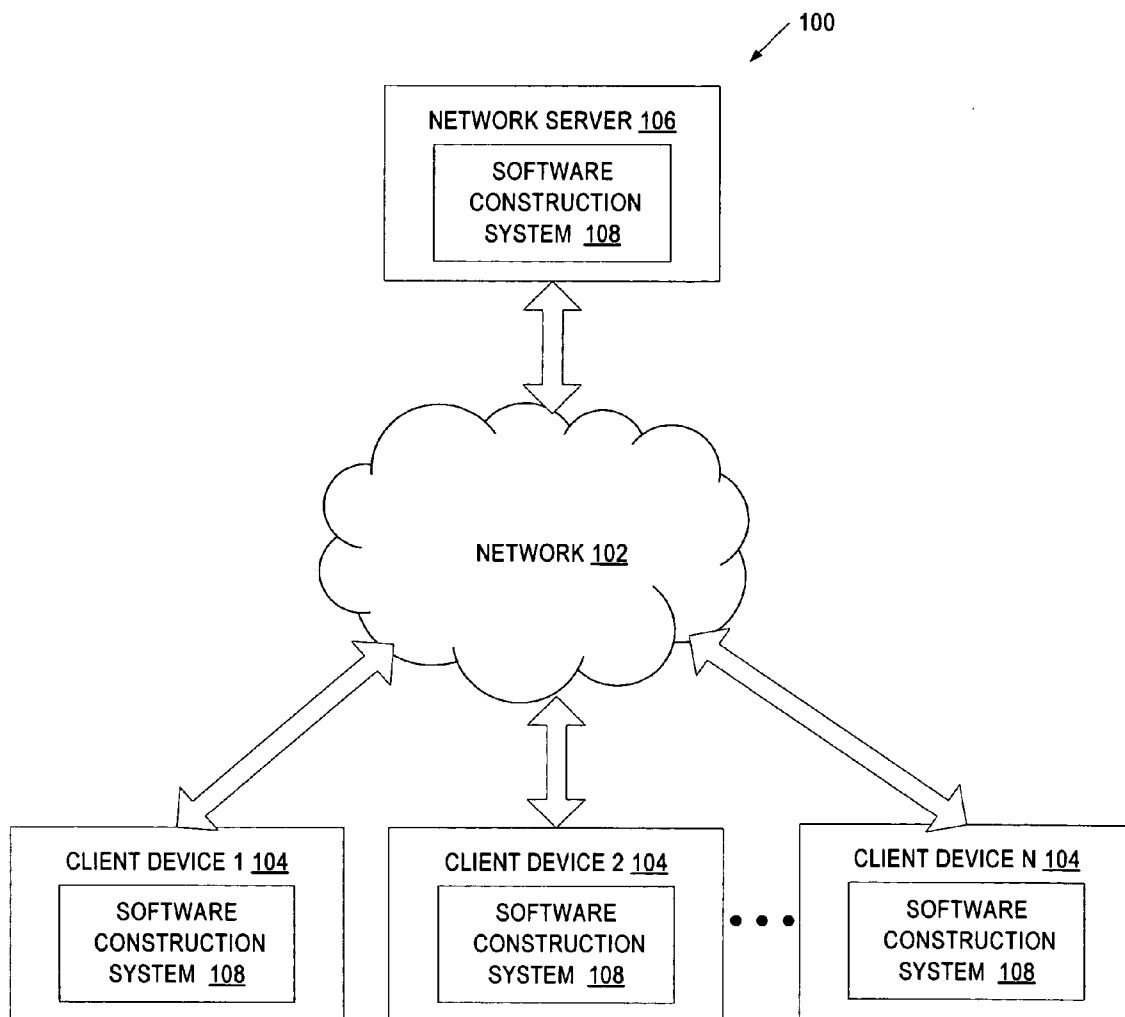 100
NETWORK SERVER 106
SOFTWARE
CONSTRUCTION
SYSTEM 108
NETWORK 102
CLIENT DEVICE 1 104
SOFTWARE
CONSTRUCTION
SYSTEM 108
CLIENT DEVICE 2 104
SOFTWARE
CONSTRUCTION
SYSTEM 108
CLIENT DEVICE N 104
SOFTWARE
CONSTRUCTION
SYSTEM 108